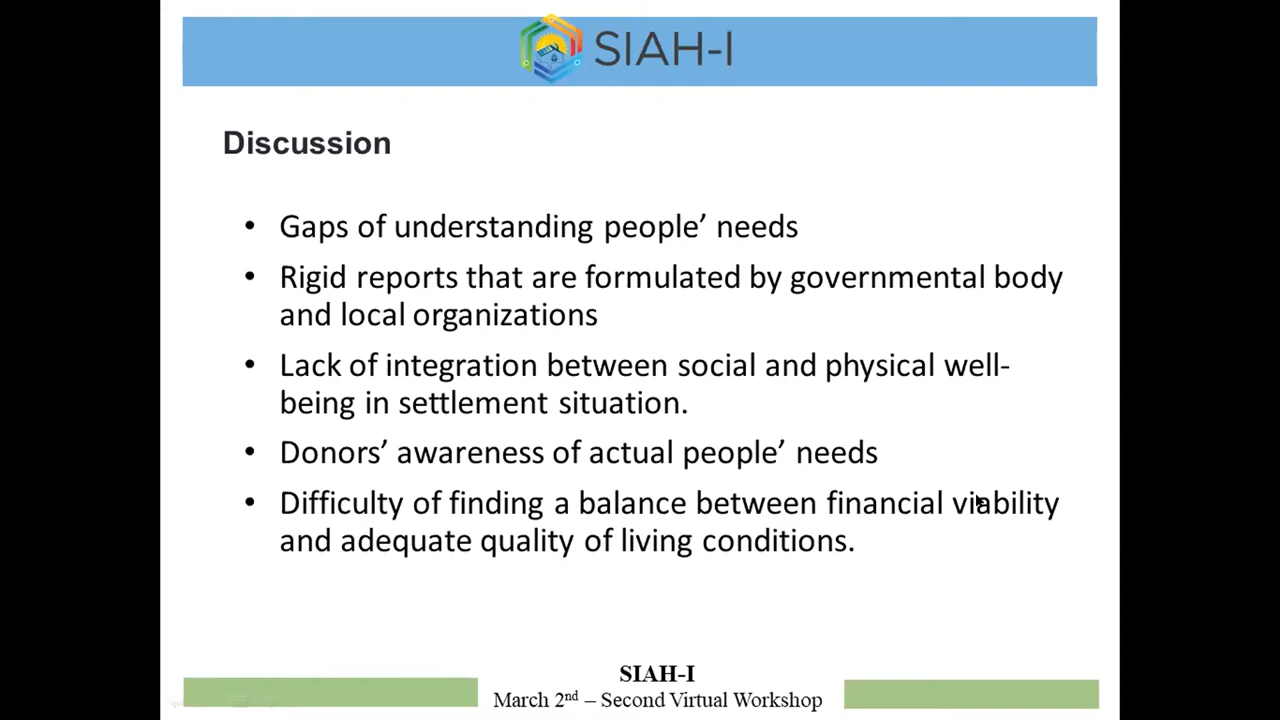 SIAH-I
Discussion
• Gaps of understanding people’ needs
• Rigid reports that are formulated by governmental body
and local organizations
• Lack of integration between social and physical well-
being in settlement situation.
• Donors’ awareness of actual people’ needs
• Difficulty of finding a balance between financial viability
and adequate quality of living conditions.
SIAH-I
March 2nd – Second Virtual Workshop